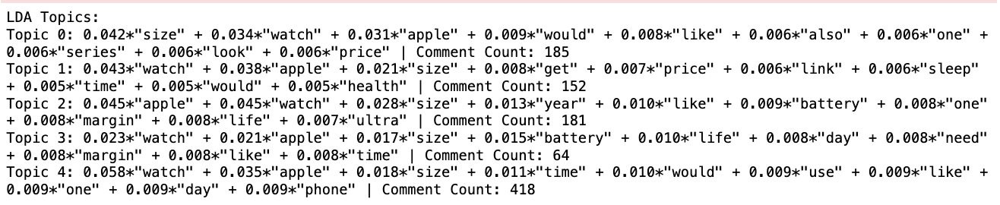 LDA Topics:
Topic 0: 0.042*"size" + 0.034*"watch" + 0.031*"apple" + 0.009*"would" + 0.008*"like" + 0.006*"also" + 0.006*"one" +
0.006*"series" + 0.006*"look" + 0.006*"price" | Comment Count: 185
Topic 1: 0.043*"watch" + 0.038*"apple" + 0.021*"size" + 0.008*"get" + 0.007*"price" + 0.006*"link" + 0.006*"sleep"
+ 0.005*"time" + 0.005*"would" + 0.005*"health" | Comment Count: 152
Topic 2: 0.045*"apple" + 0.045*"watch" + 0.028*"size" + 0.013*"year" + 0.010*"like" + 0.009*"battery" + 0.008*"one"
+ 0.008*"margin" + 0.008*"life" + 0.007*"ultra" | Comment Count: 181
Topic 3: 0.023*"watch" + 0.021*"apple" + 0.017*"size" + 0.015*"battery" + 0.010*"life" + 0.008*"day" + 0.008*"need"
+ 0.008*"margin" + 0.008*"like" + 0.008*"time" | Comment Count: 64
Topic 4: 0.058*"watch" + 0.035*"apple" + 0.018*"size" + 0.011*"time" + 0.010*"would" + 0.009*"use" + 0.009*"like" +
0.009*"one" + 0.009*"day" + 0.009*"phone" | Comment Count: 418